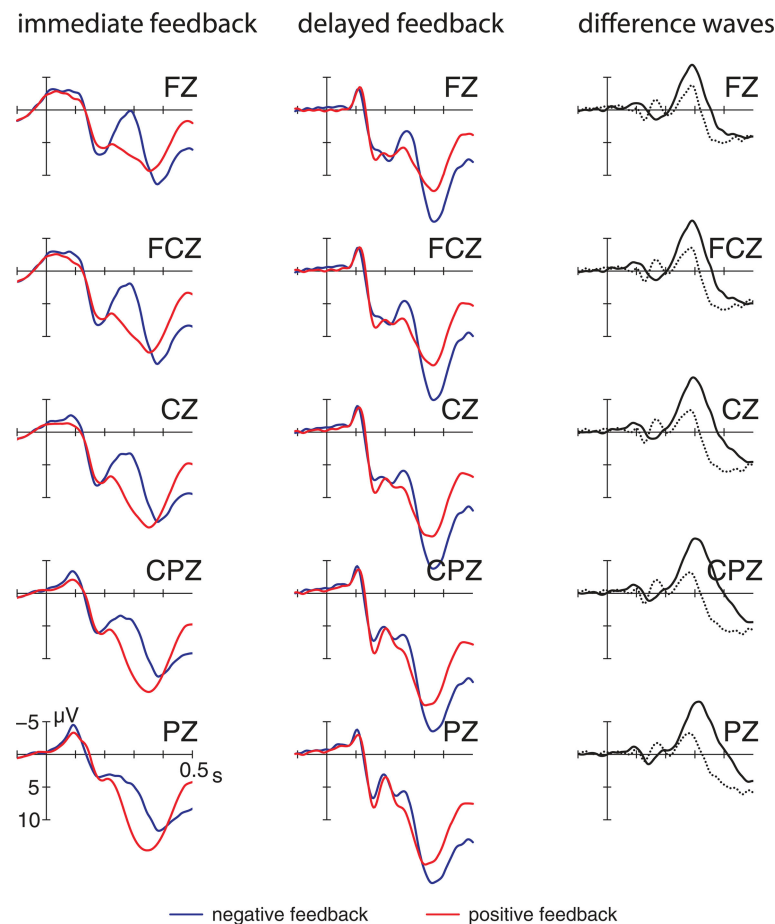 immediate feedback delayed feedback difference waves
FZ FZ FZ
FCZ FCZ FCZ
CZ CZ CZ
CPZ CPZ CPZ
−5 μV PZ PZ PZ
0.5 s
5
10
negative feedback positive feedback